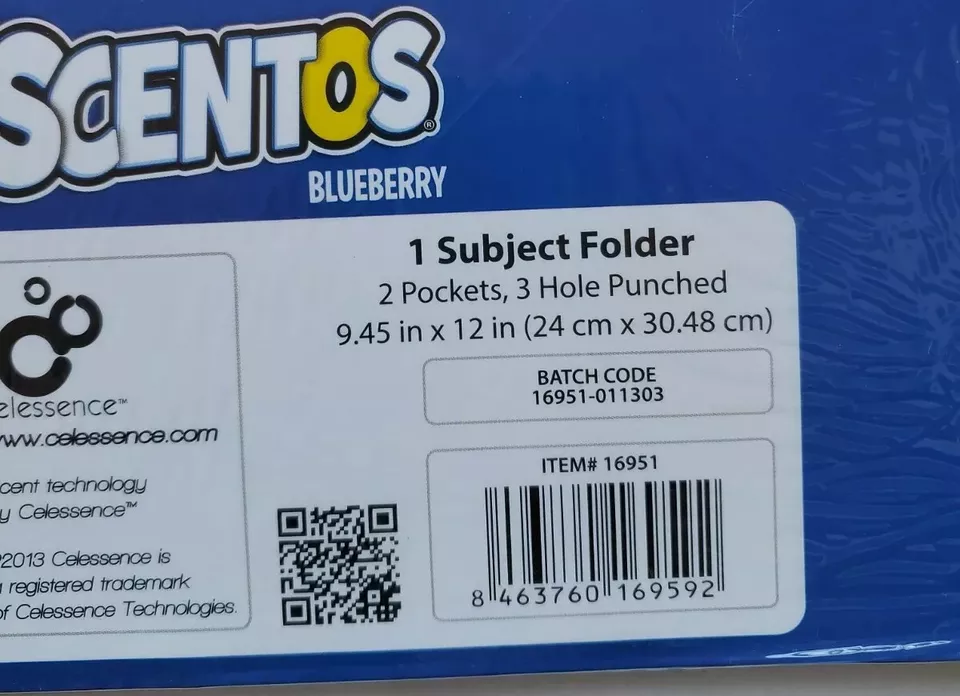 SCENTOS®
BLUEBERRY
1 Subject Folder
2 Pockets, 3 Hole Punched
9.45 in x 12 in (24 cm x 30.48 cm)
BATCH CODE
16951-011303
ITEM# 16951
8 463760 169592
elessence™
www.celessence.com
cent technology
y Celessence™
2013 Celessence is
registered trademark
of Celessence Technologies.